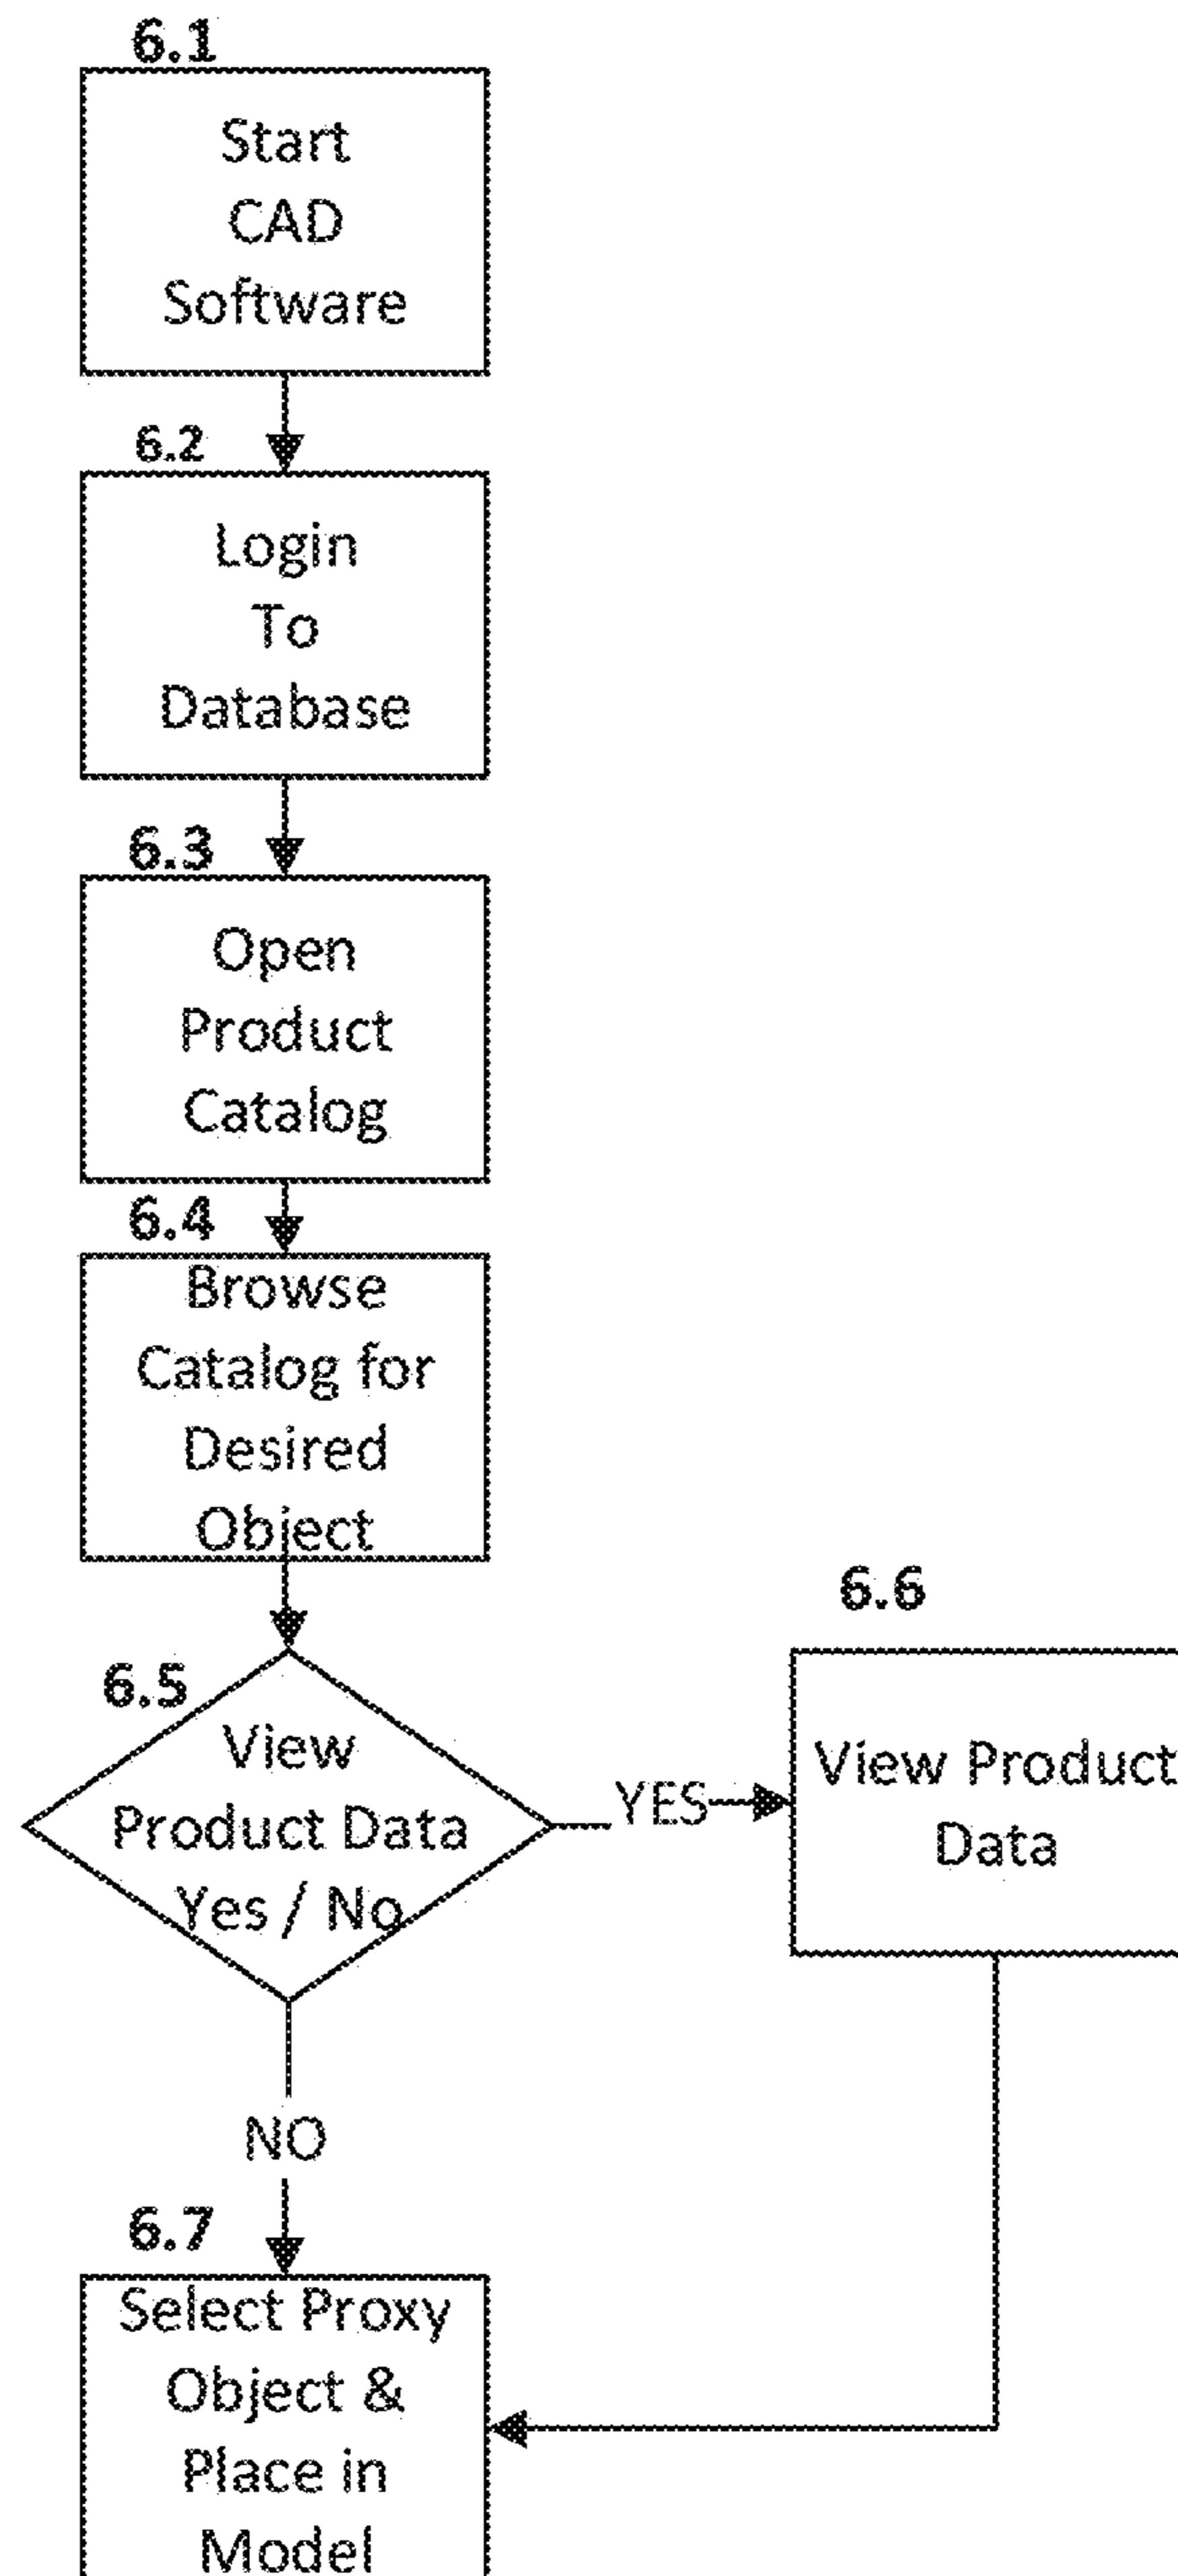 6.1
Start
CAD
Software
6.2
Login
To
Database
6.3
Open
Product
Catalog
6.4
Browse
Catalog for
Desired
Object
6.5
View
Product Data
Yes / No
YES
6.6
View Product
Data
NO
6.7
Select Proxy
Object &
Place in
Model